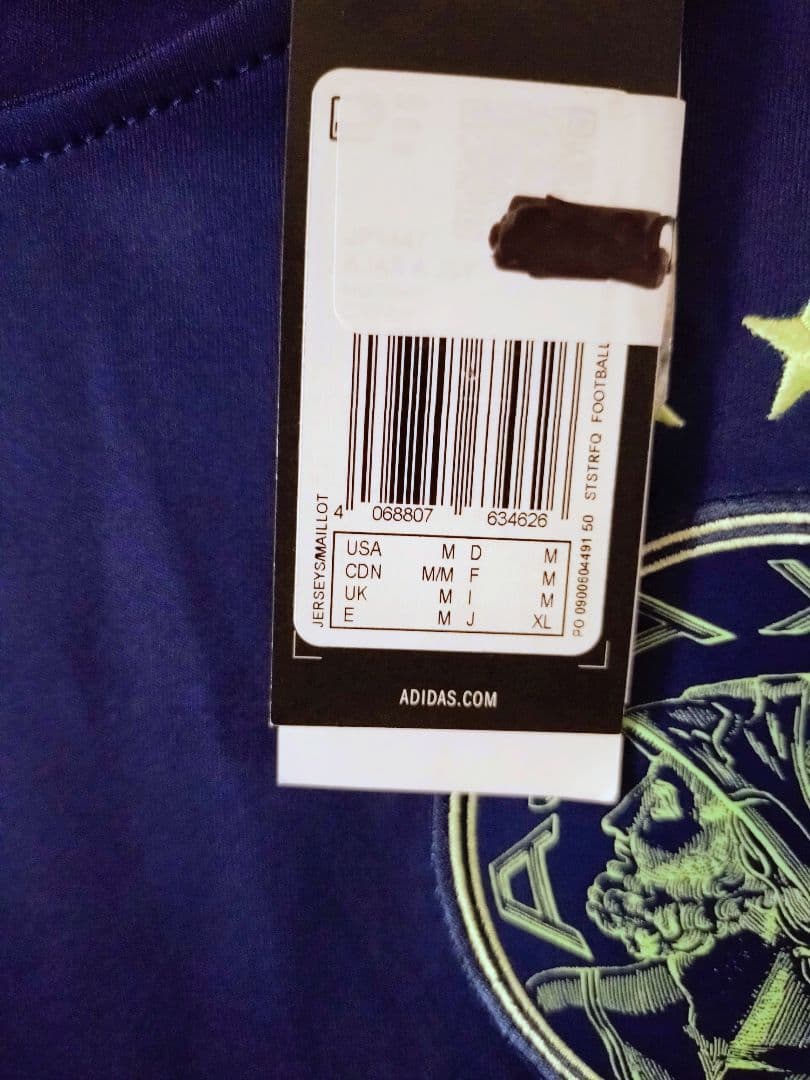 4 068807 634626
JERSEYS/MAILLOT
USA M D M
CDN M/M F M
UK M I M
E M J XL
PO 0900604491 50 STSTRFQ FOOTBALL
ADIDAS.COM
A
A X